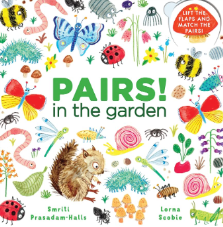 LIFT THE
FLAPS AND
MATCH THE
PAIRS!
PAIRS!
in the garden
Smriti
Prasadam-Halls
Lorna
Scobie